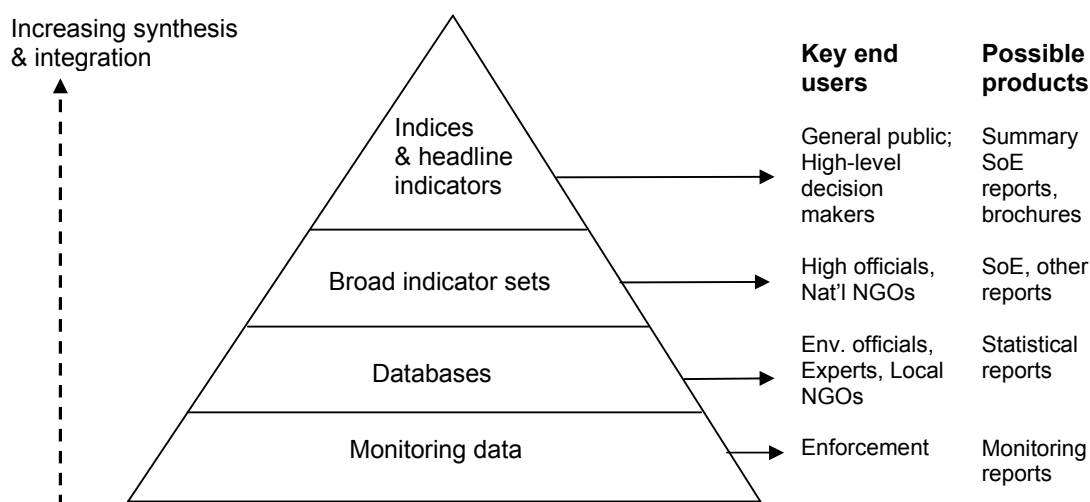 Increasing synthesis
& integration
Key end
users
Possible
products
Indices
& headline
indicators
General public;
High-level
decision
makers
Summary
SoE
reports,
brochures
Broad indicator sets
High officials,
Nat'l NGOs
SoE, other
reports
Databases
Env. officials,
Experts, Local
NGOs
Statistical
reports
Monitoring data
Enforcement
Monitoring
reports